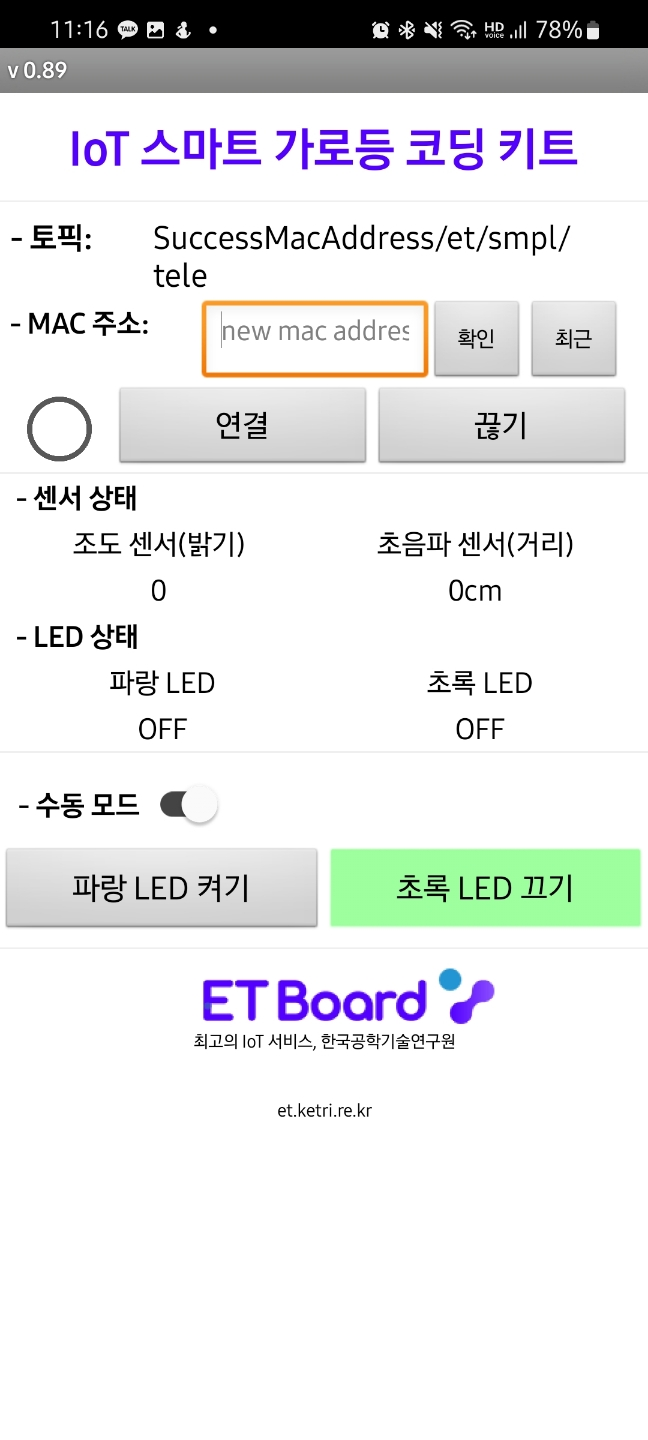 11:16 TALK HD voice 78%
v 0.89
IoT 스마트 가로등 코딩 키트
- 토픽: SuccessMacAddress/et/smpl/
tele
- MAC 주소: new mac addres 확인 최근
연결 끊기
- 센서 상태
조도 센서(밝기) 초음파 센서(거리)
0 0cm
- LED 상태
파랑 LED 초록 LED
OFF OFF
- 수동 모드
파랑 LED 켜기 초록 LED 끄기
ET Board
최고의 IoT 서비스, 한국공학기술연구원
et.ketri.re.kr